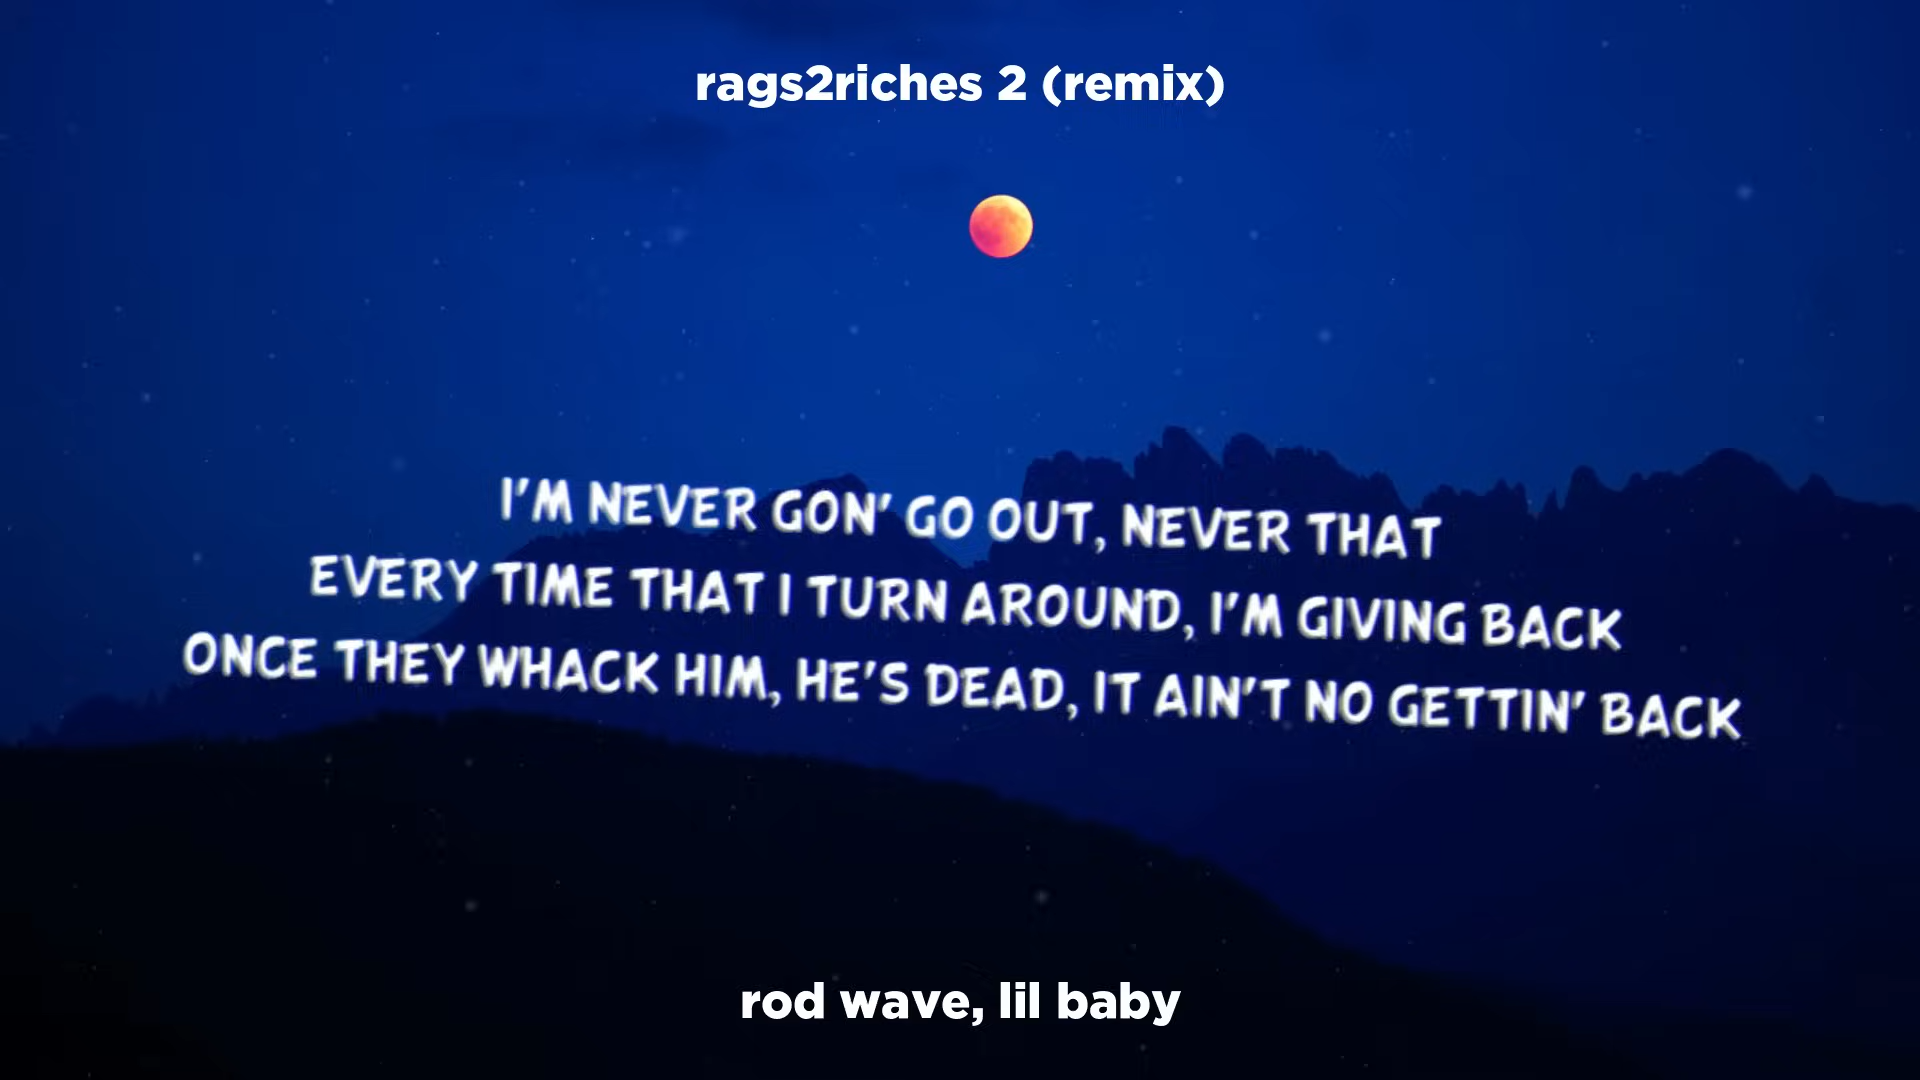 rags2riches 2 (remix)
I'M NEVER GON' GO OUT, NEVER THAT
EVERY TIME THAT I TURN AROUND, I'M GIVING BACK
ONCE THEY WHACK HIM, HE'S DEAD, IT AIN'T NO GETTIN' BACK
rod wave, lil baby